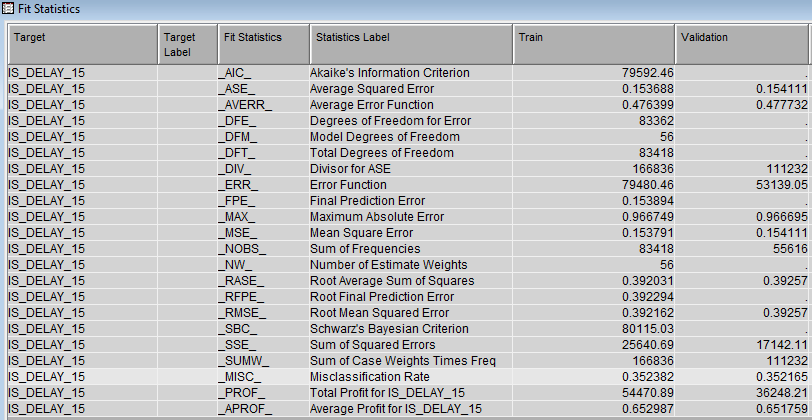 Fit Statistics
Target Target Label Fit Statistics Statistics Label Train Validation
IS_DELAY_15 _AIC_ Akaike's Information Criterion 79592.46 .
IS_DELAY_15 _ASE_ Average Squared Error 0.153688 0.154111
IS_DELAY_15 _AVERR_ Average Error Function 0.476399 0.477732
IS_DELAY_15 _DFE_ Degrees of Freedom for Error 83362 .
IS_DELAY_15 _DFM_ Model Degrees of Freedom 56 .
IS_DELAY_15 _DFT_ Total Degrees of Freedom 83418 .
IS_DELAY_15 _DIV_ Divisor for ASE 166836 111232
IS_DELAY_15 _ERR_ Error Function 79480.46 53139.05
IS_DELAY_15 _FPE_ Final Prediction Error 0.153894 .
IS_DELAY_15 _MAX_ Maximum Absolute Error 0.966749 0.966695
IS_DELAY_15 _MSE_ Mean Square Error 0.153791 0.154111
IS_DELAY_15 _NOBS_ Sum of Frequencies 83418 55616
IS_DELAY_15 _NW_ Number of Estimate Weights 56 .
IS_DELAY_15 _RASE_ Root Average Sum of Squares 0.392031 0.39257
IS_DELAY_15 _RFPE_ Root Final Prediction Error 0.392294 .
IS_DELAY_15 _RMSE_ Root Mean Squared Error 0.392162 0.39257
IS_DELAY_15 _SBC_ Schwarz's Bayesian Criterion 80115.03 .
IS_DELAY_15 _SSE_ Sum of Squared Errors 25640.69 17142.11
IS_DELAY_15 _SUMW_ Sum of Case Weights Times Freq 166836 111232
IS_DELAY_15 _MISC_ Misclassification Rate 0.352382 0.352165
IS_DELAY_15 _PROF_ Total Profit for IS_DELAY_15 54470.89 36248.21
IS_DELAY_15 _APROF_ Average Profit for IS_DELAY_15 0.652987 0.651759